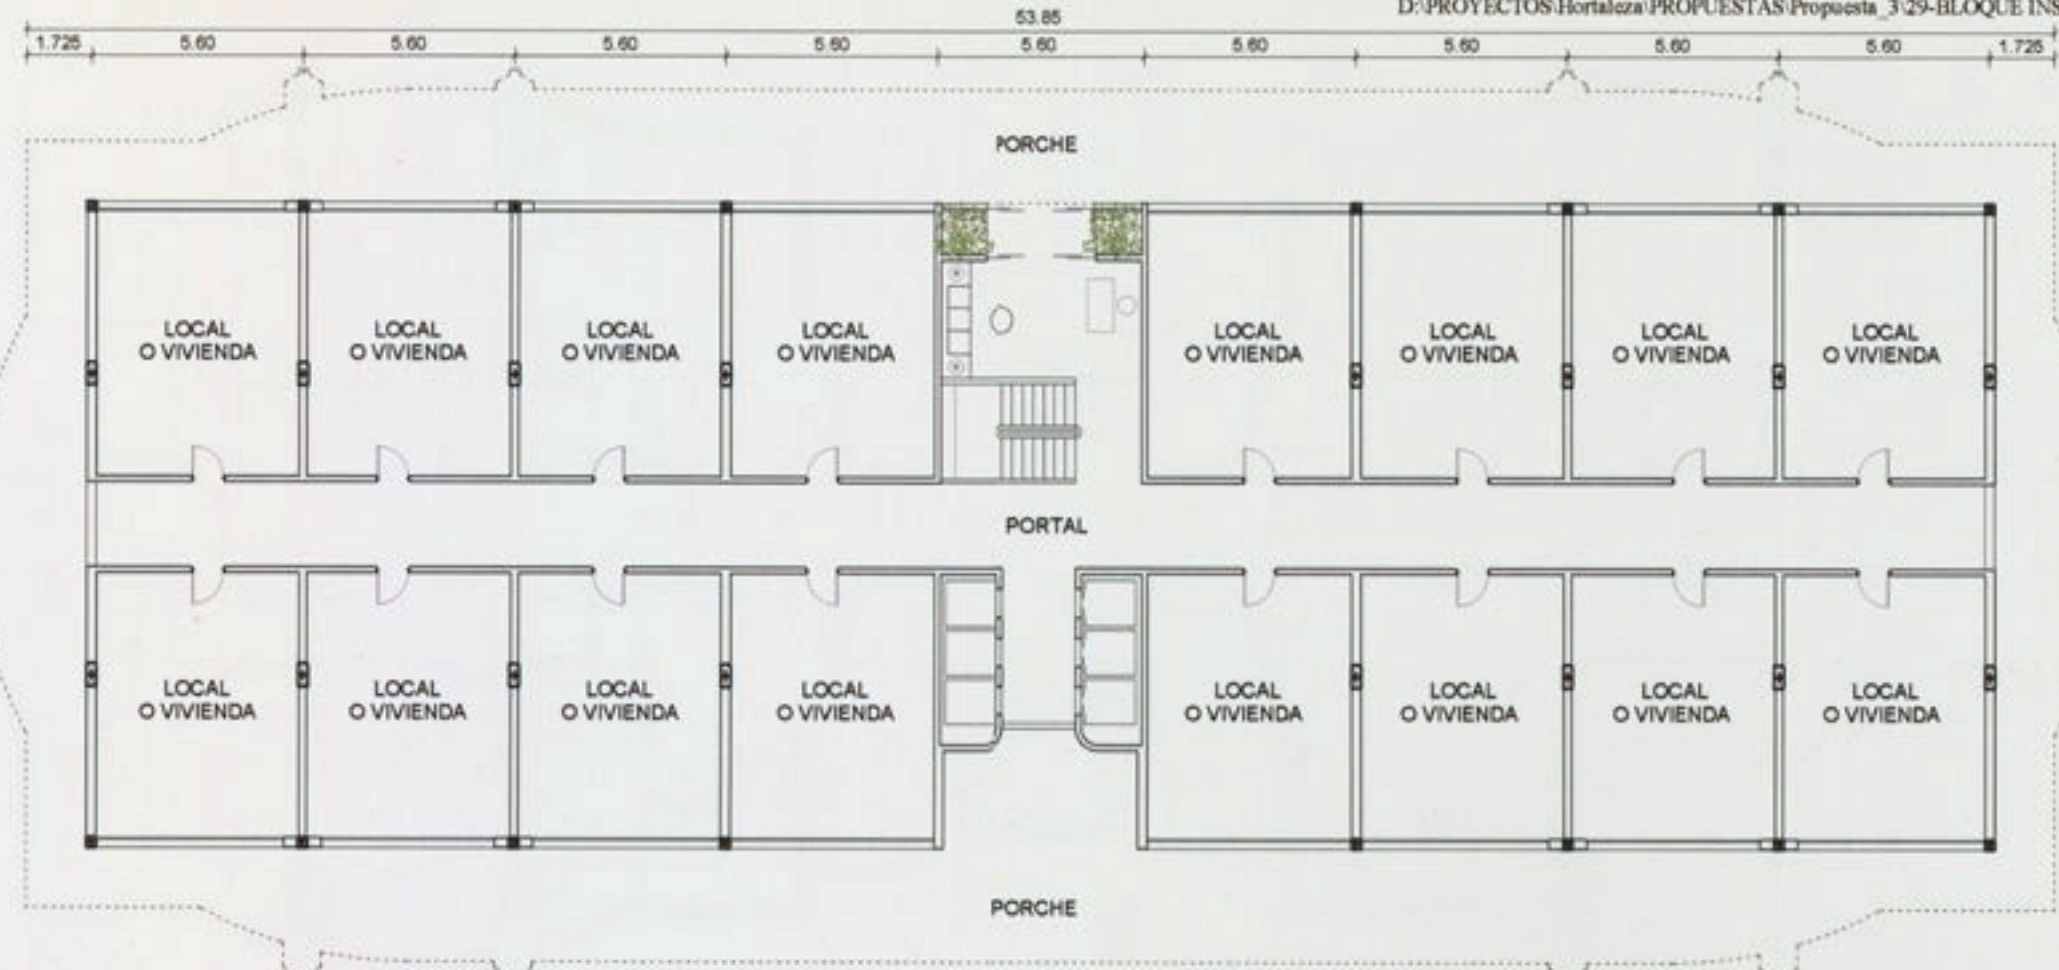 D:\PROYECTOS\Hortaleza\PROPUESTAS\Propuesta_3\29-BLOQUE INS
53.85
1.725 5.60 5.60 5.60 5.60 5.60 5.60 5.60 5.60 5.60 1.725
PORCHE
LOCAL
O VIVIENDA
LOCAL
O VIVIENDA
LOCAL
O VIVIENDA
LOCAL
O VIVIENDA
LOCAL
O VIVIENDA
LOCAL
O VIVIENDA
LOCAL
O VIVIENDA
LOCAL
O VIVIENDA
PORTAL
LOCAL
O VIVIENDA
LOCAL
O VIVIENDA
LOCAL
O VIVIENDA
LOCAL
O VIVIENDA
LOCAL
O VIVIENDA
LOCAL
O VIVIENDA
LOCAL
O VIVIENDA
LOCAL
O VIVIENDA
PORCHE